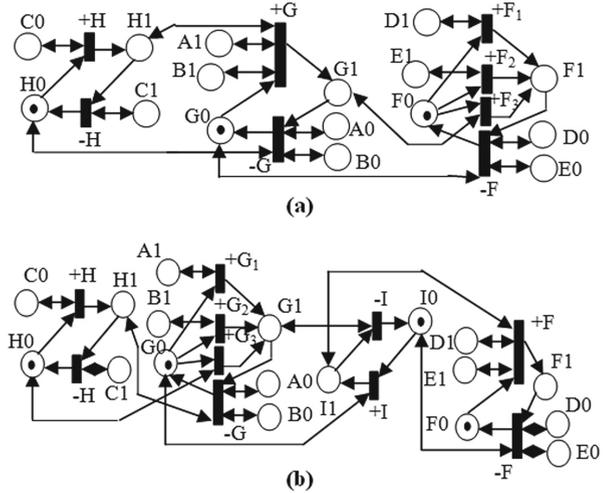 C0 +H H1 +G D1 +F1
A1
B1 G1 E1 +F2 F1
H0 C1 G0 F0 +F3
-H A0 D0
-G B0 -F E0
(a)
A1 +G1
C0 +H H1 B1 +G2 G1 -I I0 +F
H0 G0 +G3 D1 F1
-H C1 A0 I1 +I E1 D0
B0 F0
-G -F E0
(b)